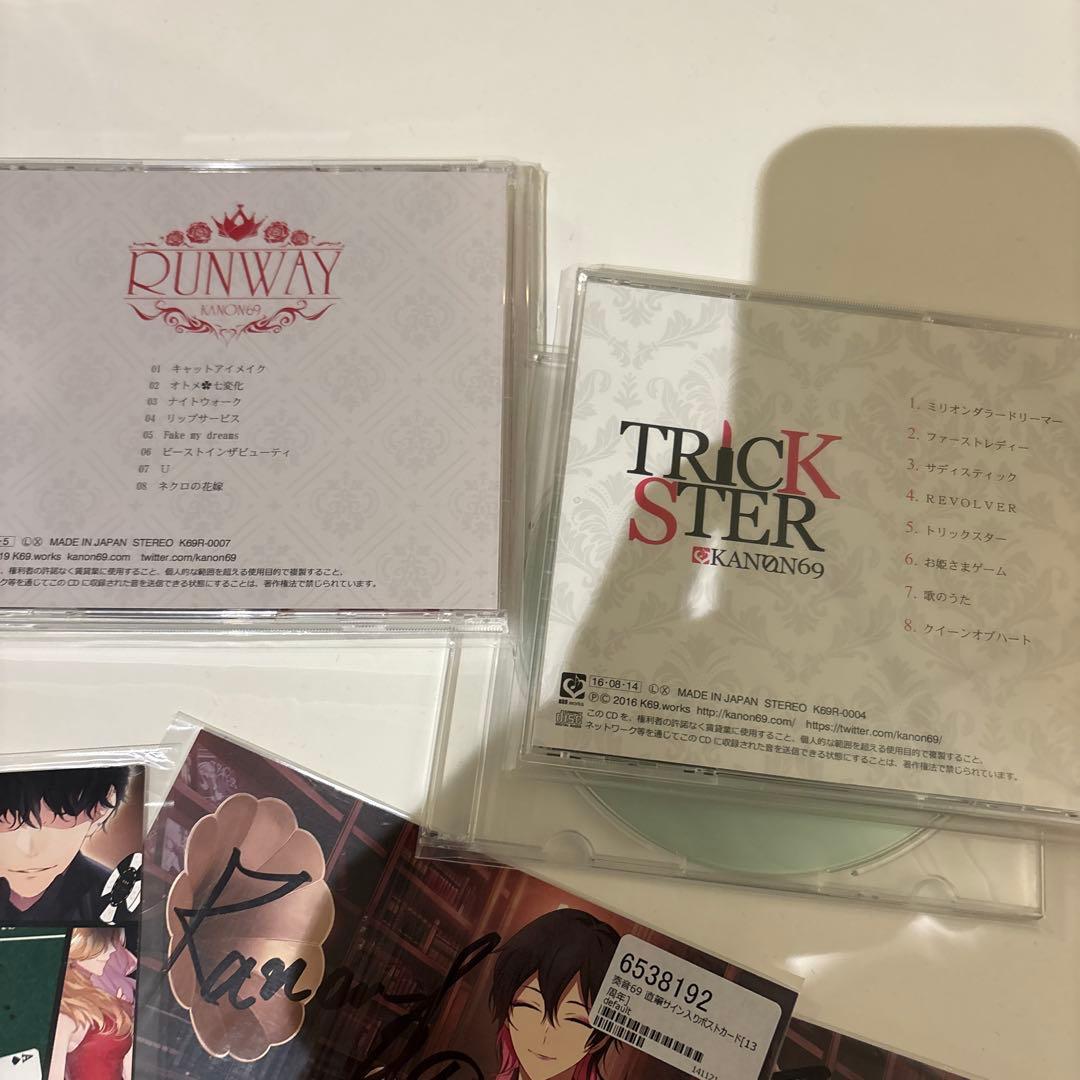 RUNWAY
KANON69
01 キャットアイメイク
02 オトメ✽七変化
03 ナイトウォーク
04 リップサービス
05 Fake my dreams
06 ビーストインザビューティ
07 U
08 ネクロの花嫁
-5 ⓁⓍ MADE IN JAPAN STEREO K69R-0007
19 K69.works kanon69.com twitter.com/kanon69
、権利者の許諾なく賃貸業に使用すること、個人的な範囲を超える使用目的で複製すること、
ク等を通じてこの CD に収録された音を送信できる状態にすることは、著作権法で禁じられています。
TRICK
STER
KANON69
1. ミリオンダラードリーマー
2. ファーストレディー
3. サディスティック
4. REVOLVER
5. トリックスター
6. お姫さまゲーム
7. 歌のうた
8. クイーンオブハート
16・08・14 ⓁⓍ MADE IN JAPAN STEREO K69R-0004
ⓅⒸ 2016 K69.works http://kanon69.com/ https://twitter.com/kanon69/
この CD を、権利者の許諾なく賃貸業に使用すること、個人的な範囲を超える使用目的で複製すること、
ネットワーク等を通じてこの CD に収録された音を送信できる状態にすることは、著作権法で禁じられています。
works
disc
Kanon
6538192
奏音69 直筆サイン入りポストカード[13
周年]
default
141121
A